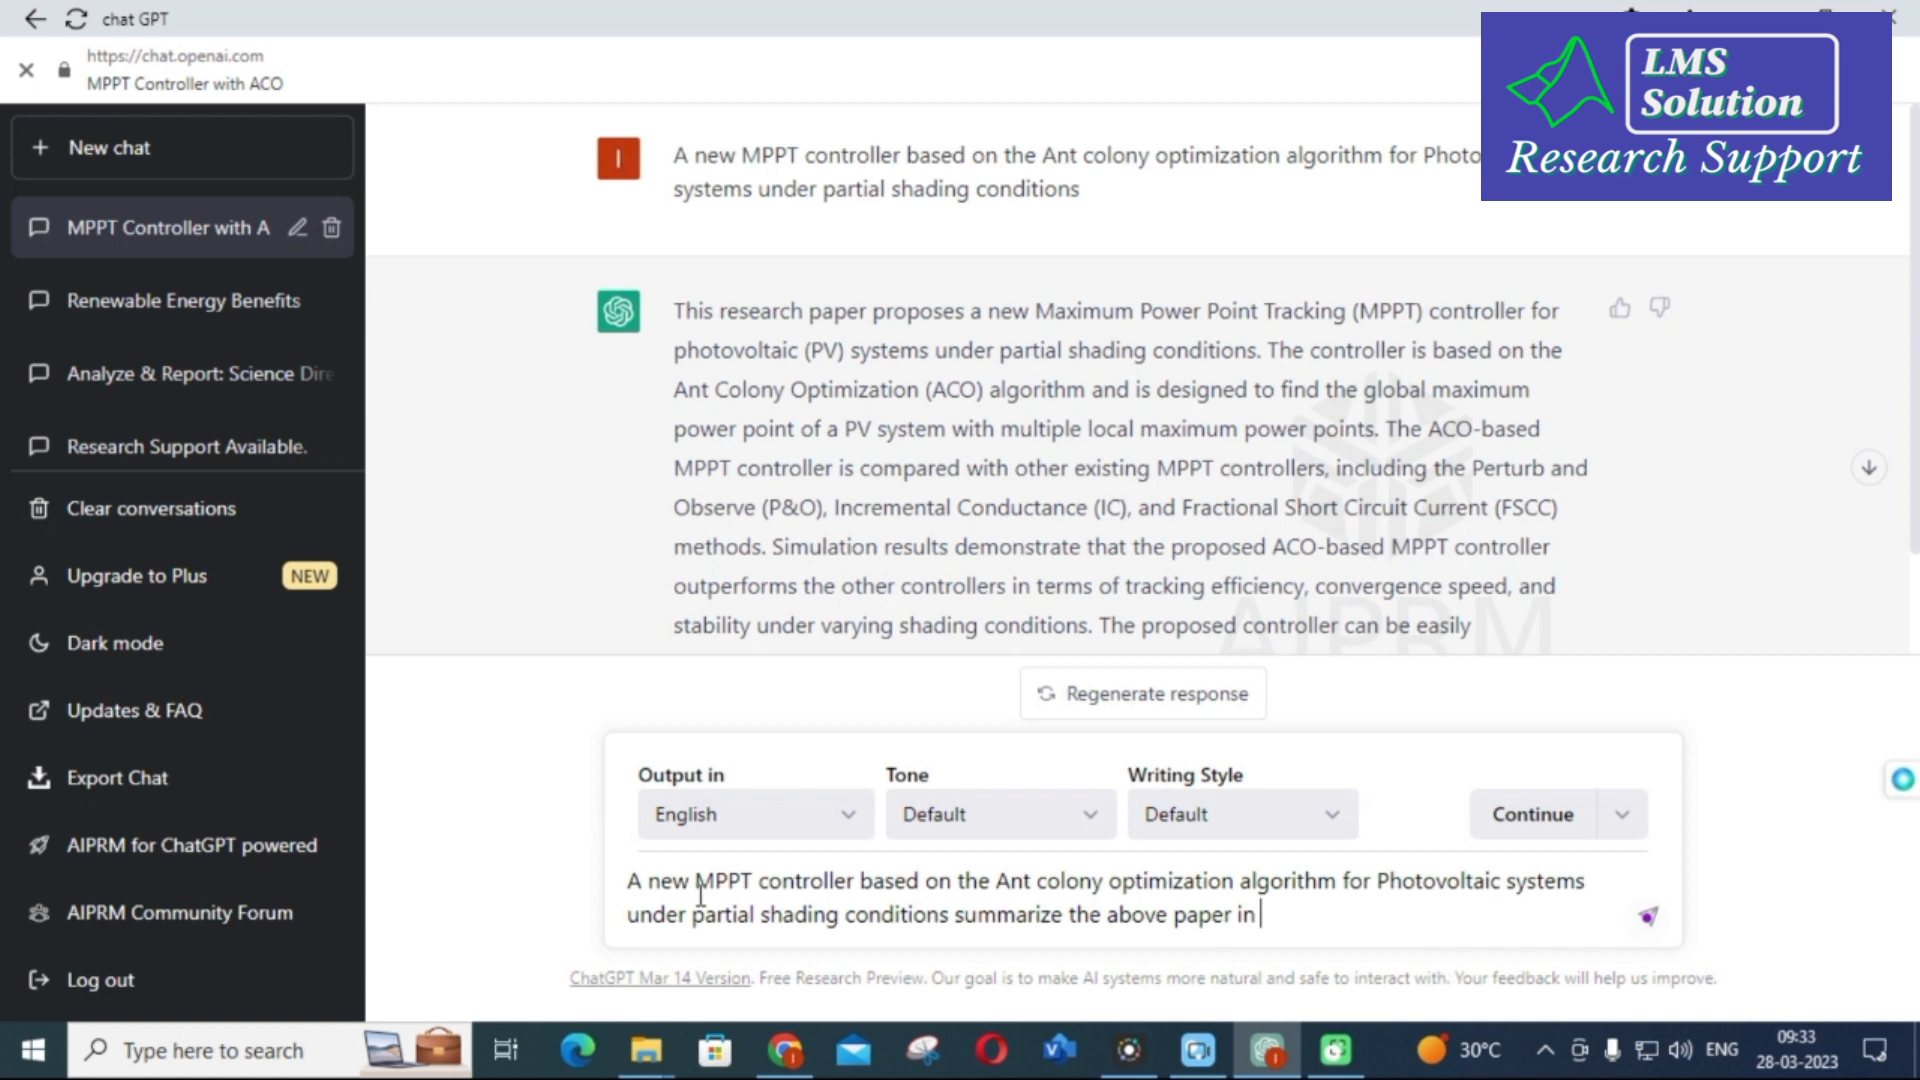 chat GPT
https://chat.openai.com
MPPT Controller with ACO
LMS
Solution
Research Support
New chat
MPPT Controller with A
Renewable Energy Benefits
Analyze & Report: Science Dire
Research Support Available.
Clear conversations
Upgrade to Plus NEW
Dark mode
Updates & FAQ
Export Chat
AIPRM for ChatGPT powered
AIPRM Community Forum
Log out
I
A new MPPT controller based on the Ant colony optimization algorithm for Photo
systems under partial shading conditions
This research paper proposes a new Maximum Power Point Tracking (MPPT) controller for
photovoltaic (PV) systems under partial shading conditions. The controller is based on the
Ant Colony Optimization (ACO) algorithm and is designed to find the global maximum
power point of a PV system with multiple local maximum power points. The ACO-based
MPPT controller is compared with other existing MPPT controllers, including the Perturb and
Observe (P&O), Incremental Conductance (IC), and Fractional Short Circuit Current (FSCC)
methods. Simulation results demonstrate that the proposed ACO-based MPPT controller
outperforms the other controllers in terms of tracking efficiency, convergence speed, and
stability under varying shading conditions. The proposed controller can be easily
AIPRM
Regenerate response
Output in Tone Writing Style
English Default Default Continue
A new MPPT controller based on the Ant colony optimization algorithm for Photovoltaic systems
under partial shading conditions summarize the above paper in
ChatGPT Mar 14 Version. Free Research Preview. Our goal is to make AI systems more natural and safe to interact with. Your feedback will help us improve.
Type here to search
30°C
ENG
09:33
28-03-2023